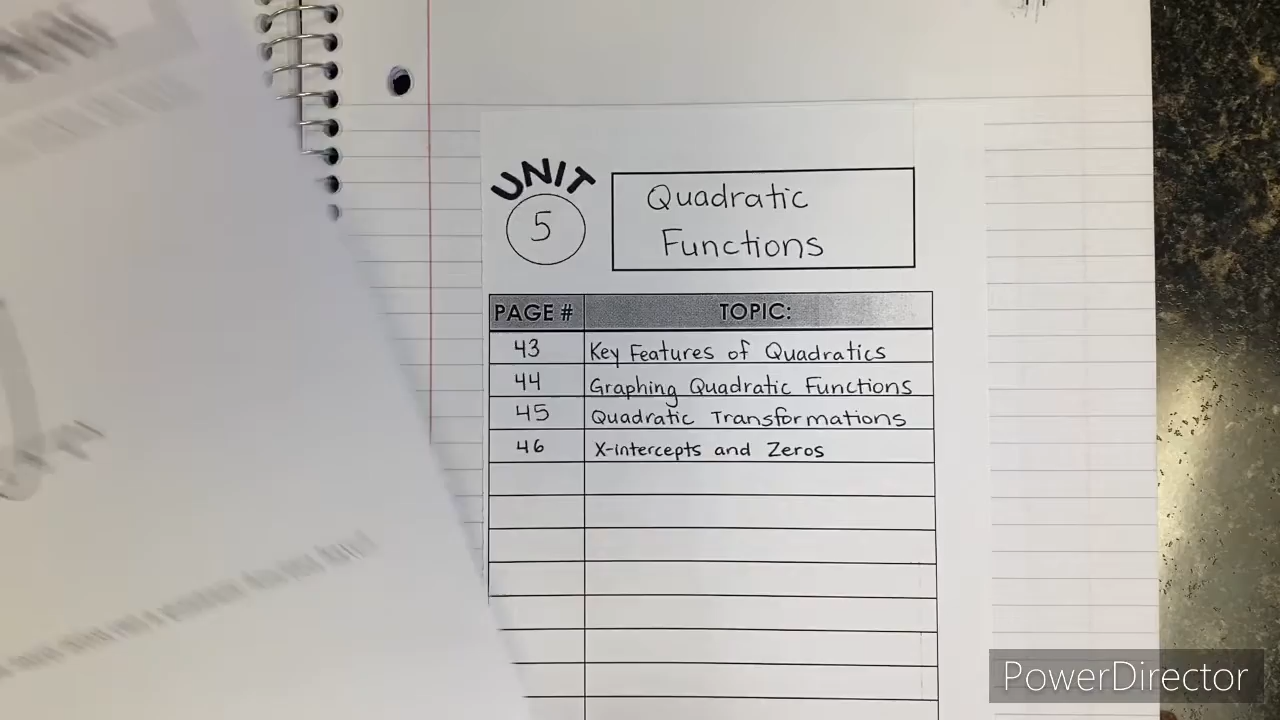 UNIT
5
Quadratic
Functions
PAGE # TOPIC:
43 Key Features of Quadratics
44 Graphing Quadratic Functions
45 Quadratic Transformations
46 X-intercepts and Zeros
PowerDirector